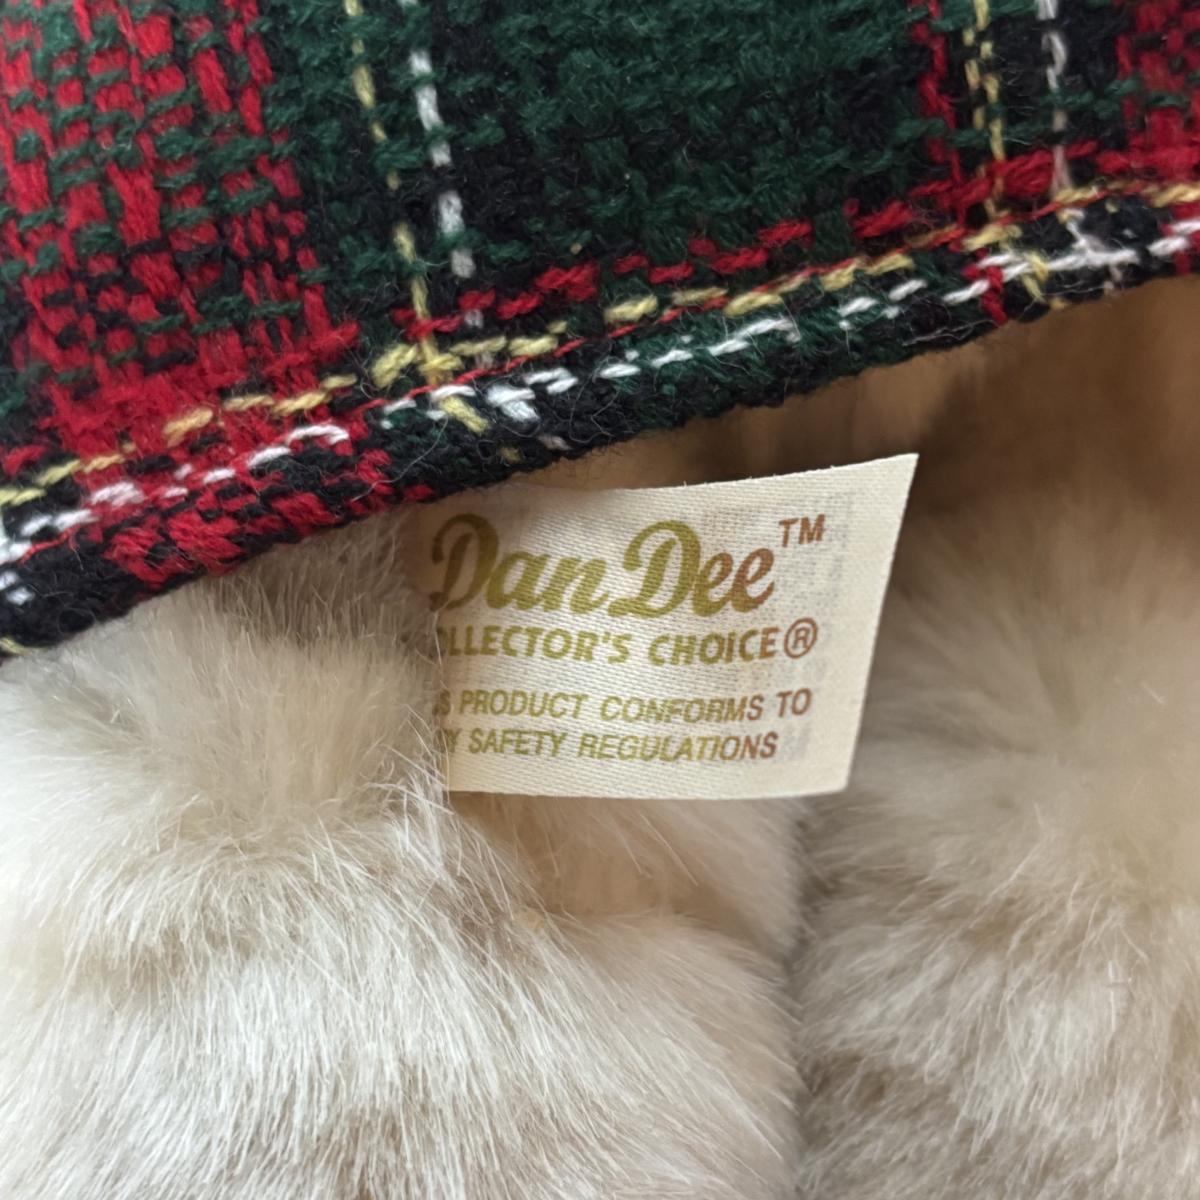 Dan Dee™
OLLECTOR'S CHOICE®
S PRODUCT CONFORMS TO
Y SAFETY REGULATIONS